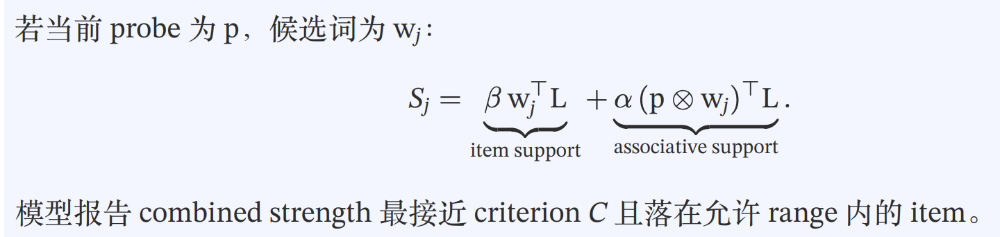 若当前 probe 为 p，候选词为 wⱼ：
Sⱼ = β wⱼ⊤ L + α (p ⊗ wⱼ)⊤ L .
item support associative support
模型报告 combined strength 最接近 criterion C 且落在允许 range 内的 item。